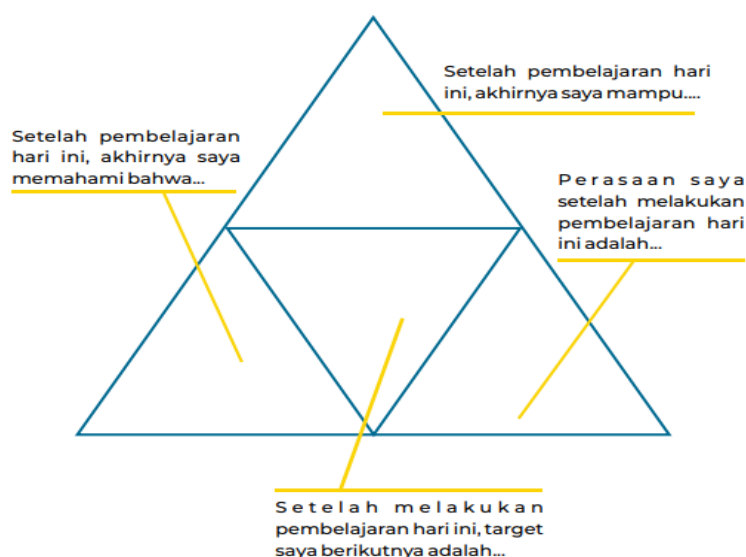 Setelah pembelajaran hari
ini, akhirnya saya mampu....
Setelah pembelajaran
hari ini, akhirnya saya
memahami bahwa...
Perasaan saya
setelah melakukan
pembelajaran hari
ini adalah...
Setelah melakukan
pembelajaran hari ini, target
saya berikutnya adalah...